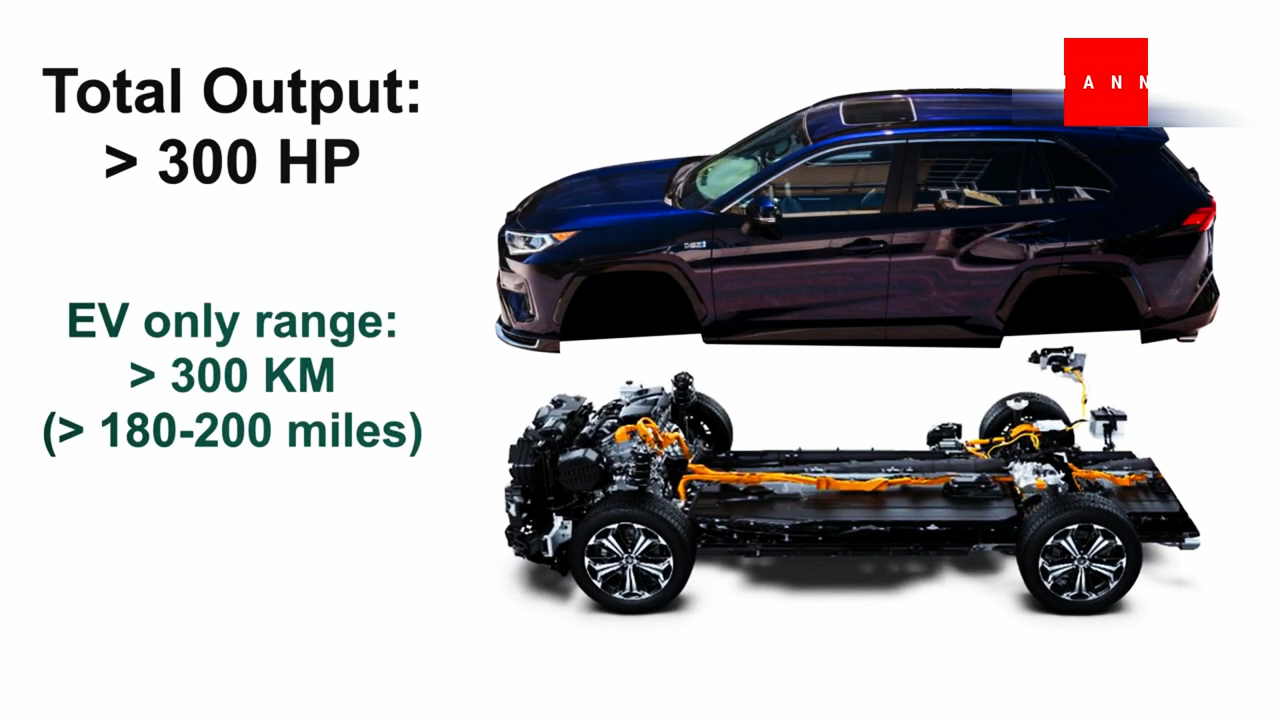 Total Output:
> 300 HP
EV only range:
> 300 KM
(> 180-200 miles)